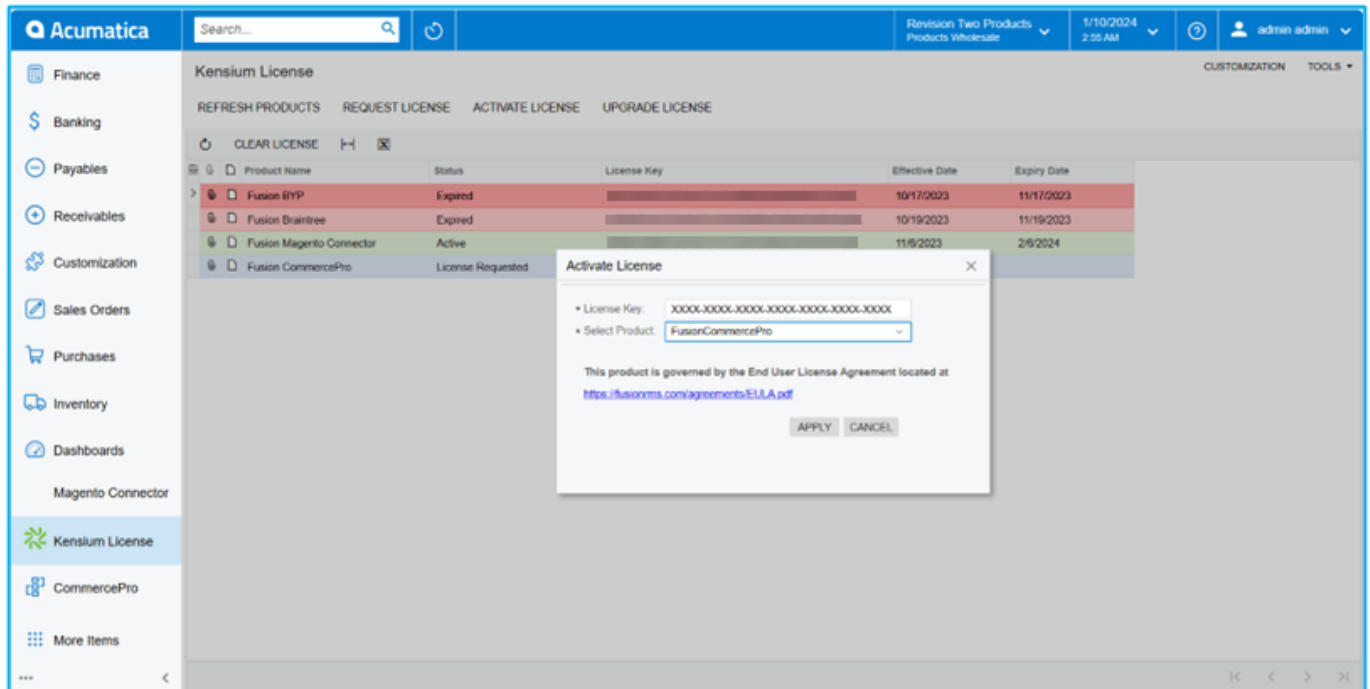 Acumatica
Search...
Revision Two Products
Products Wholesale
1/10/2024
2:55 AM
admin admin
Finance
Banking
Payables
Receivables
Customization
Sales Orders
Purchases
Inventory
Dashboards
Magento Connector
Kensium License
CommercePro
More Items
Kensium License
CUSTOMIZATION TOOLS
REFRESH PRODUCTS REQUEST LICENSE ACTIVATE LICENSE UPGRADE LICENSE
CLEAR LICENSE
Product Name Status License Key Effective Date Expiry Date
Fusion BYP Expired 10/17/2023 11/17/2023
Fusion Braintree Expired 10/19/2023 11/19/2023
Fusion Magento Connector Active 11/6/2023 2/6/2024
Fusion CommercePro License Requested
Activate License
License Key: XXXX-XXXX-XXXX-XXXX-XXXX-XXXX-XXXX
Select Product: FusionCommercePro
This product is governed by the End User License Agreement located at
https://fusionrms.com/agreements/EULA.pdf
APPLY CANCEL